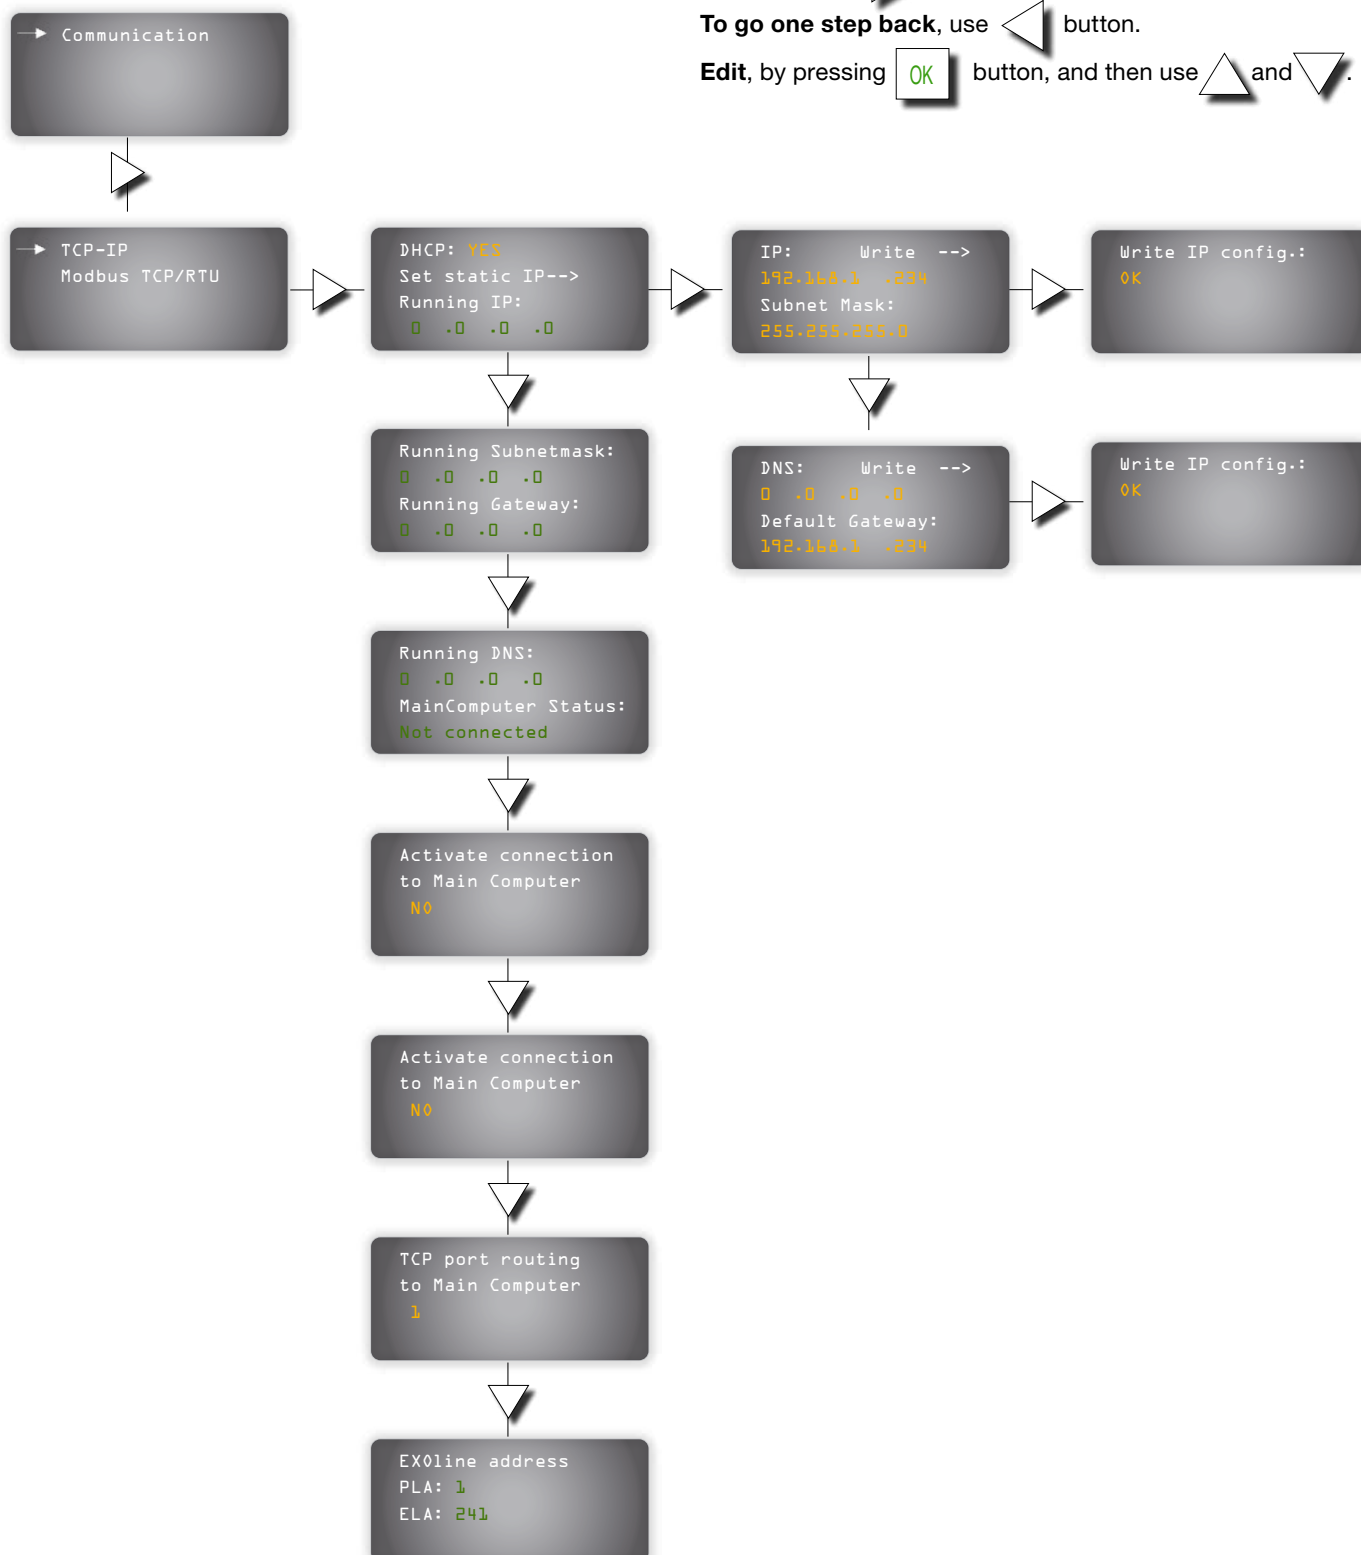 To go one step back, use button.
Edit, by pressing OK button, and then use and .
Communication
TCP-IP
Modbus TCP/RTU
DHCP: YES
Set static IP-->
Running IP:
0 .0 .0 .0
IP: Write -->
192.168.1 .234
Subnet Mask:
255.255.255.0
Write IP config.:
OK
Running Subnetmask:
0 .0 .0 .0
Running Gateway:
0 .0 .0 .0
DNS: Write -->
0 .0 .0 .0
Default Gateway:
192.168.1 .234
Write IP config.:
OK
Running DNS:
0 .0 .0 .0
MainComputer Status:
Not connected
Activate connection
to Main Computer
NO
Activate connection
to Main Computer
NO
TCP port routing
to Main Computer
1
EXOline address
PLA: 1
ELA: 241